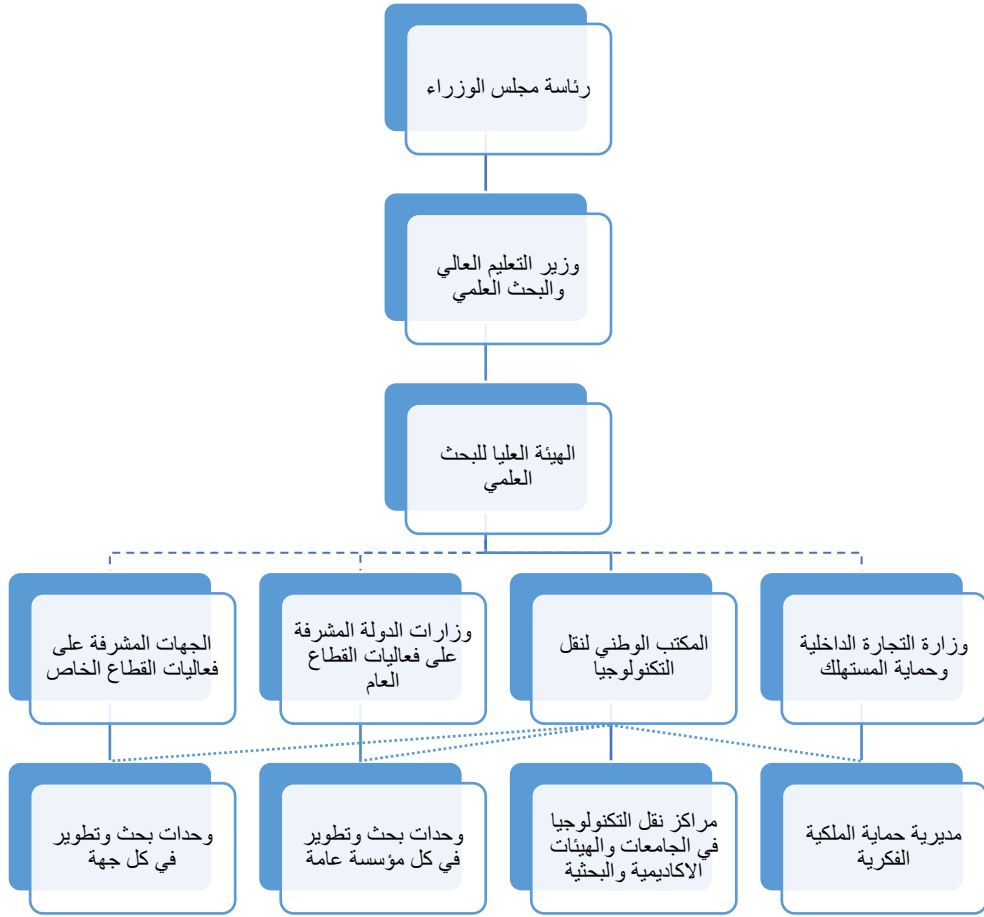 رئاسة مجلس الوزراء
وزير التعليم العالي
والبحث العلمي
الهيئة العليا للبحث
العلمي
وزارة التجارة الداخلية
وحماية المستهلك
المكتب الوطني لنقل
التكنولوجيا
وزارات الدولة المشرفة
على فعاليات القطاع
العام
الجهات المشرفة على
فعاليات القطاع الخاص
مديرية حماية الملكية
الفكرية
مراكز نقل التكنولوجيا
في الجامعات والهيئات
الاكاديمية والبحثية
وحدات بحث وتطوير
في كل مؤسسة عامة
وحدات بحث وتطوير
في كل جهة